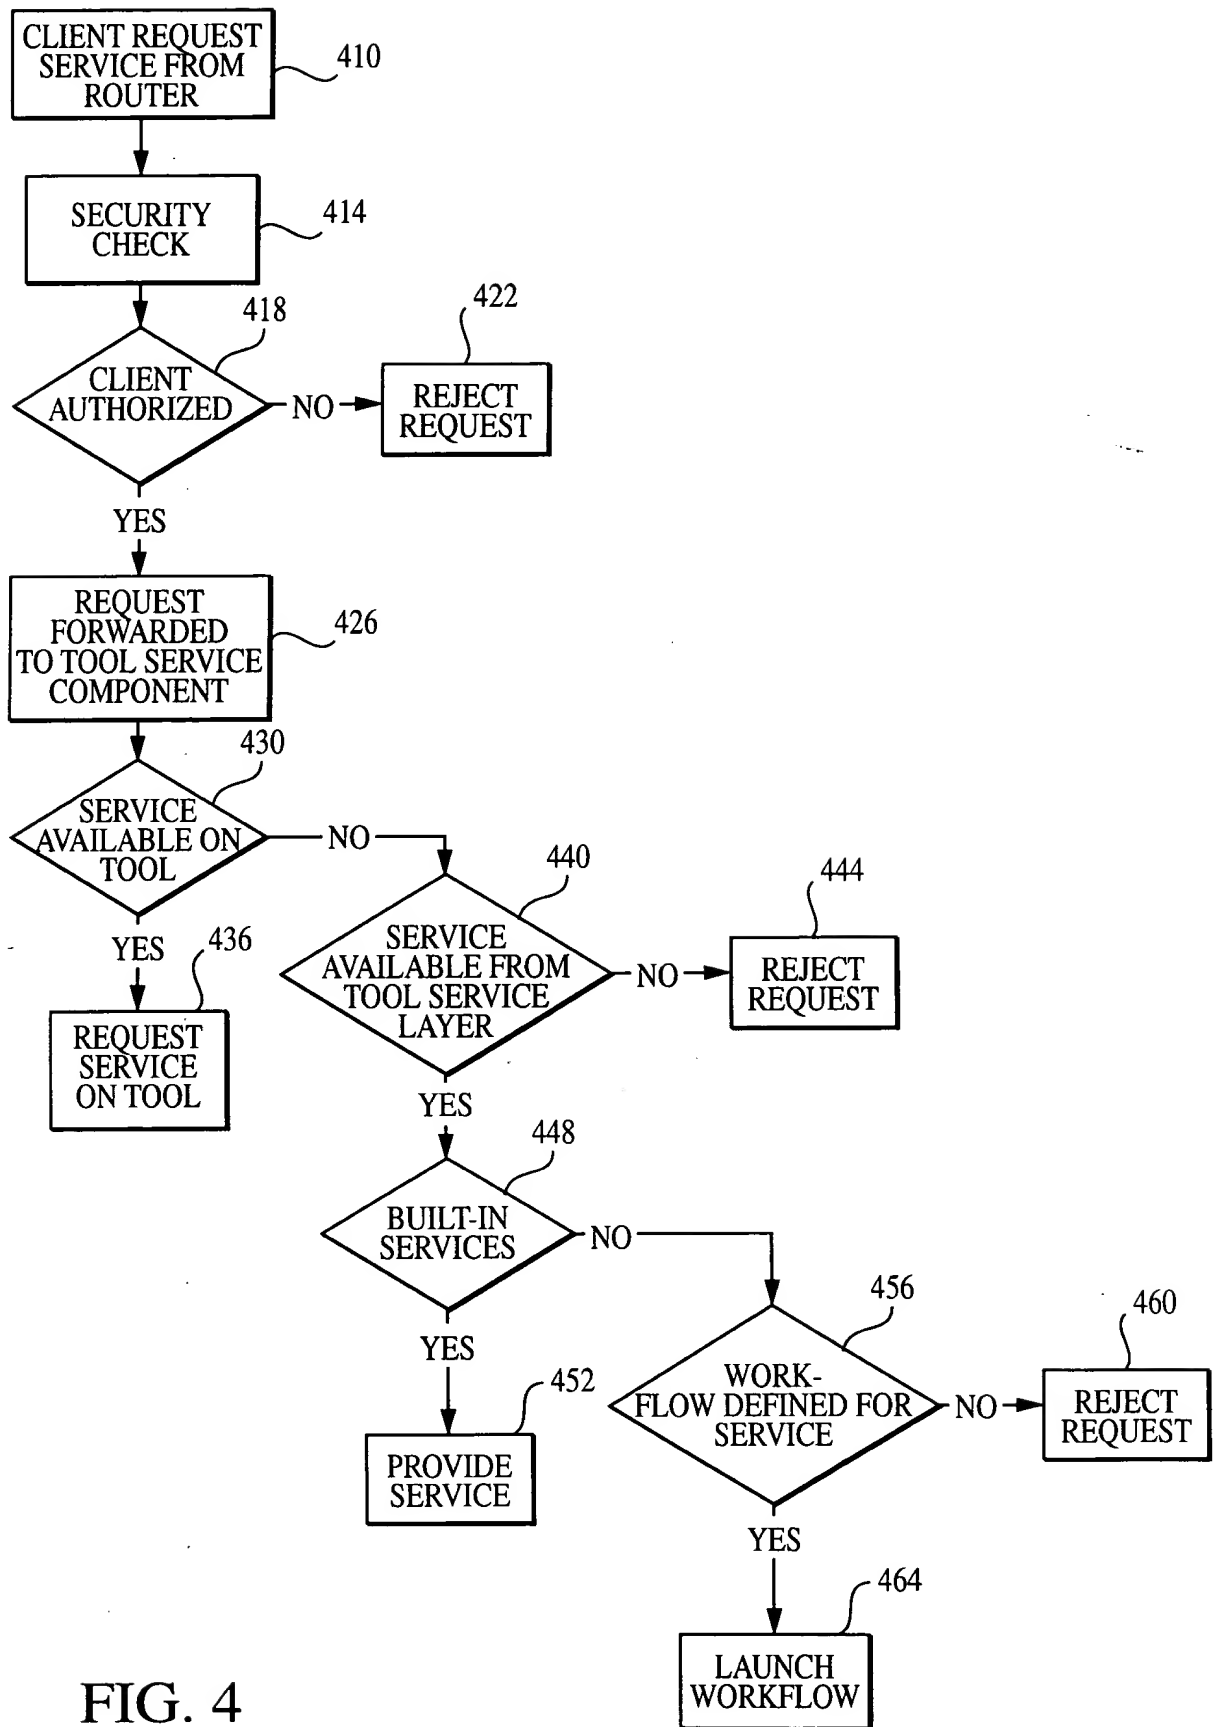 CLIENT REQUEST
SERVICE FROM
ROUTER
410
SECURITY
CHECK
414
418
CLIENT
AUTHORIZED
NO
422
REJECT
REQUEST
YES
REQUEST
FORWARDED
TO TOOL SERVICE
COMPONENT
426
430
SERVICE
AVAILABLE ON
TOOL
NO
YES
436
REQUEST
SERVICE
ON TOOL
440
SERVICE
AVAILABLE FROM
TOOL SERVICE
LAYER
NO
444
REJECT
REQUEST
YES
448
BUILT-IN
SERVICES
NO
YES
452
PROVIDE
SERVICE
456
WORK-
FLOW DEFINED FOR
SERVICE
NO
460
REJECT
REQUEST
YES
464
LAUNCH
WORKFLOW
FIG. 4